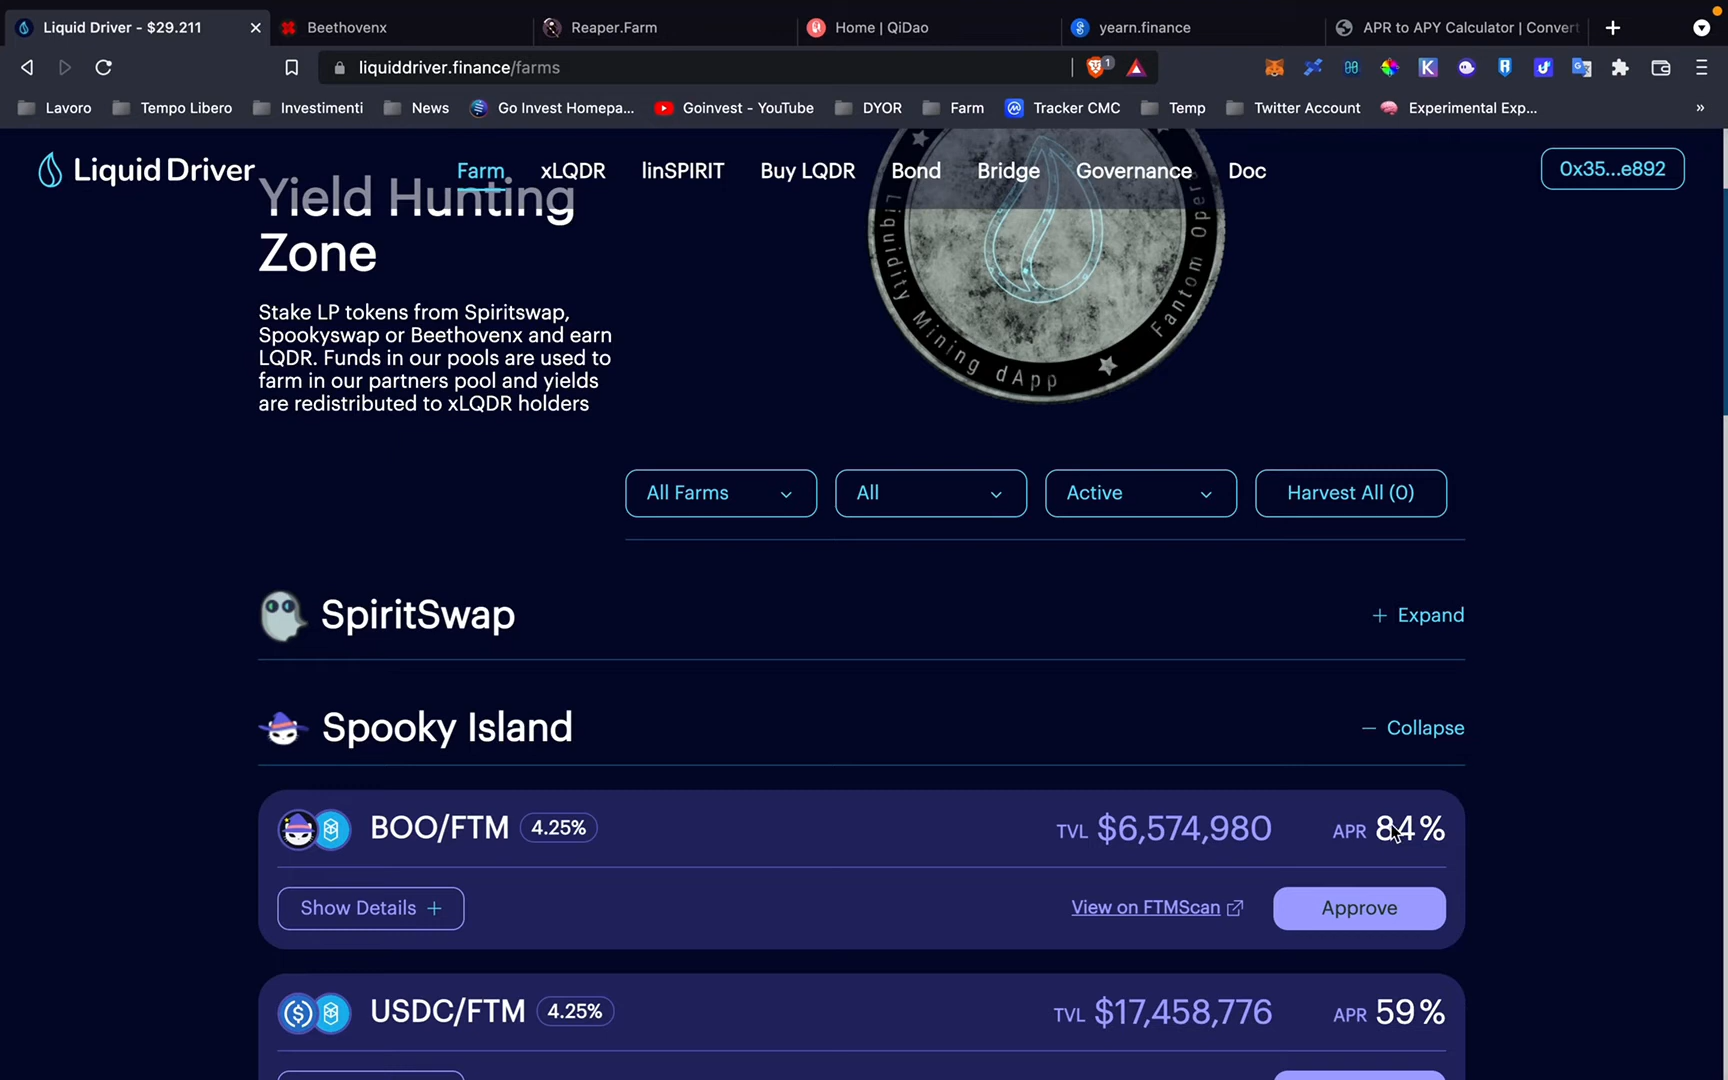 Liquid Driver - $29.211
Beethovenx
Reaper.Farm
Home | QiDao
yearn.finance
APR to APY Calculator | Convert
liquiddriver.finance/farms
1
Lavoro
Tempo Libero
Investimenti
News
Go Invest Homepa...
Goinvest - YouTube
DYOR
Farm
Tracker CMC
Temp
Twitter Account
Experimental Exp...
»
Liquid Driver
Farm
xLQDR
linSPIRIT
Buy LQDR
Bond
Bridge
Governance
Doc
0x35...e892
Yield Hunting
Zone
Stake LP tokens from Spiritswap,
Spookyswap or Beethovenx and earn
LQDR. Funds in our pools are used to
farm in our partners pool and yields
are redistributed to xLQDR holders
Liquidity Mining dApp
Fantom Opera
All Farms
All
Active
Harvest All (0)
SpiritSwap
+ Expand
Spooky Island
− Collapse
BOO/FTM
4.25%
TVL $6,574,980
APR 84%
Show Details +
View on FTMScan
Approve
USDC/FTM
4.25%
TVL $17,458,776
APR 59%